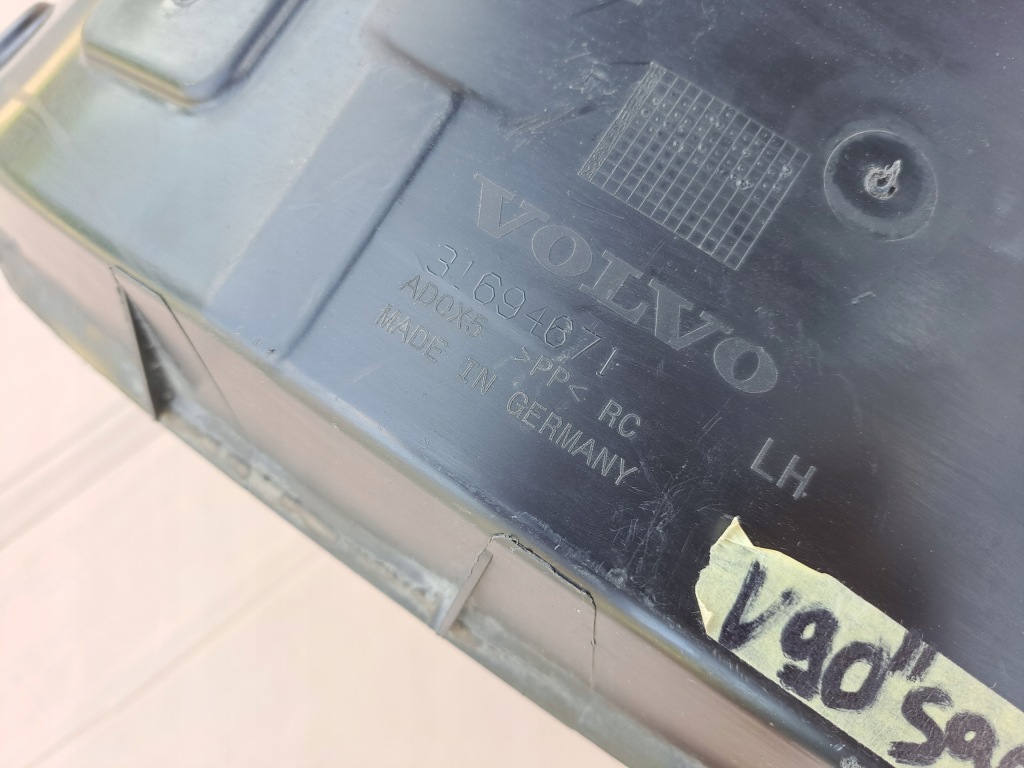 VOLVO
31694671
AD0X5 >PP< RC
MADE IN GERMANY
LH
V90"S90